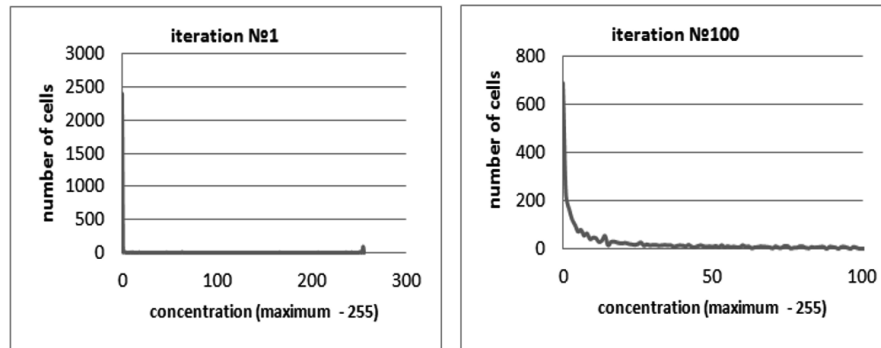 iteration №1
number of cells
3000
2500
2000
1500
1000
500
0
0 100 200 300
concentration (maximum - 255)
iteration №100
number of cells
800
600
400
200
0
0 50 100
concentration (maximum - 255)